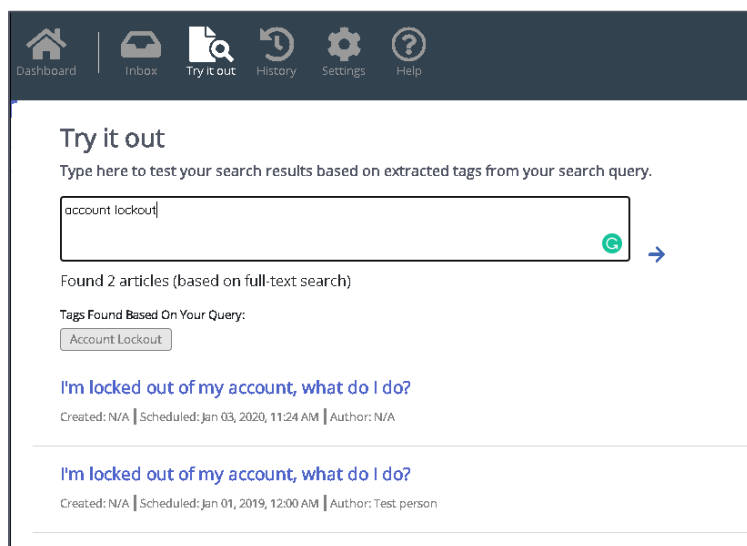 Dashboard
Inbox
Try it out
History
Settings
Help
Try it out
Type here to test your search results based on extracted tags from your search query.
account lockout
Found 2 articles (based on full-text search)
Tags Found Based On Your Query:
Account Lockout
I'm locked out of my account, what do I do?
Created: N/A | Scheduled: Jan 03, 2020, 11:24 AM | Author: N/A
I'm locked out of my account, what do I do?
Created: N/A | Scheduled: Jan 01, 2019, 12:00 AM | Author: Test person